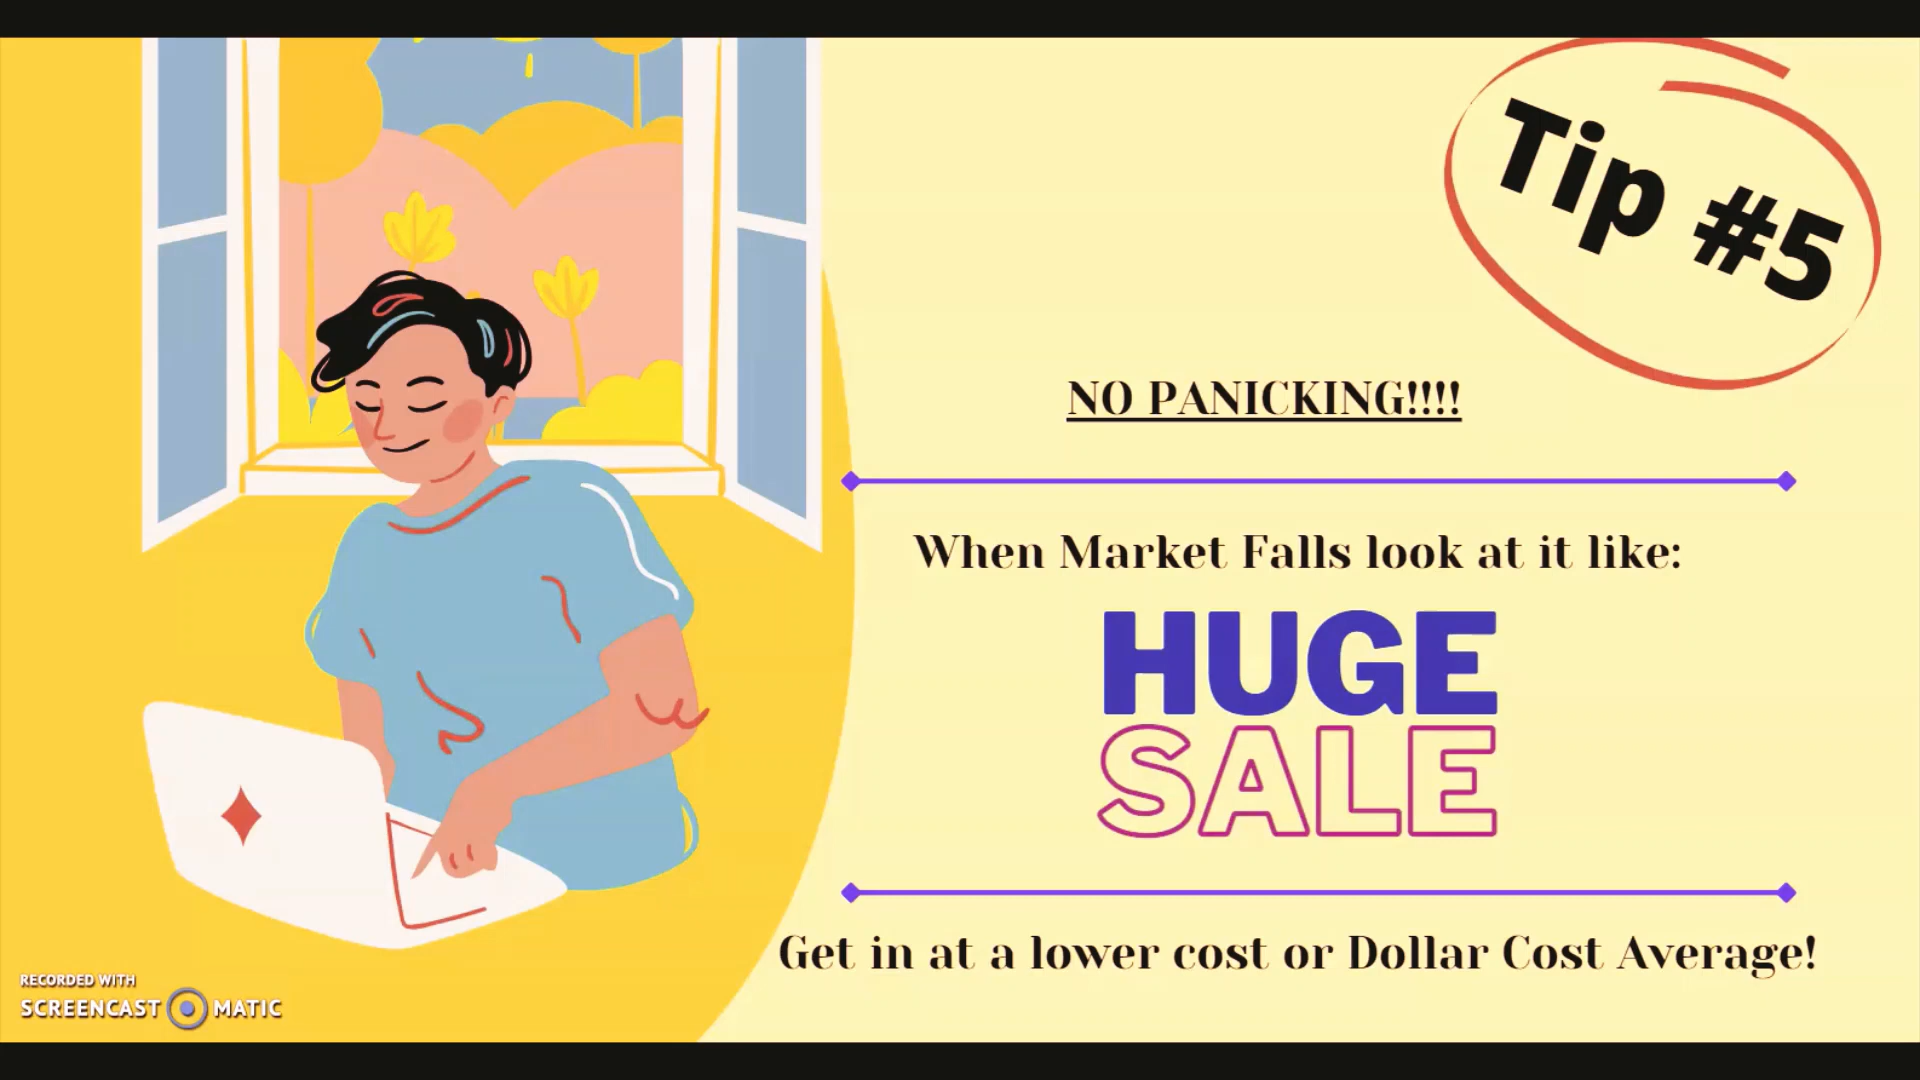 Tip #5
NO PANICKING!!!!
When Market Falls look at it like:
HUGE
SALE
Get in at a lower cost or Dollar Cost Average!
RECORDED WITH
SCREENCAST MATIC